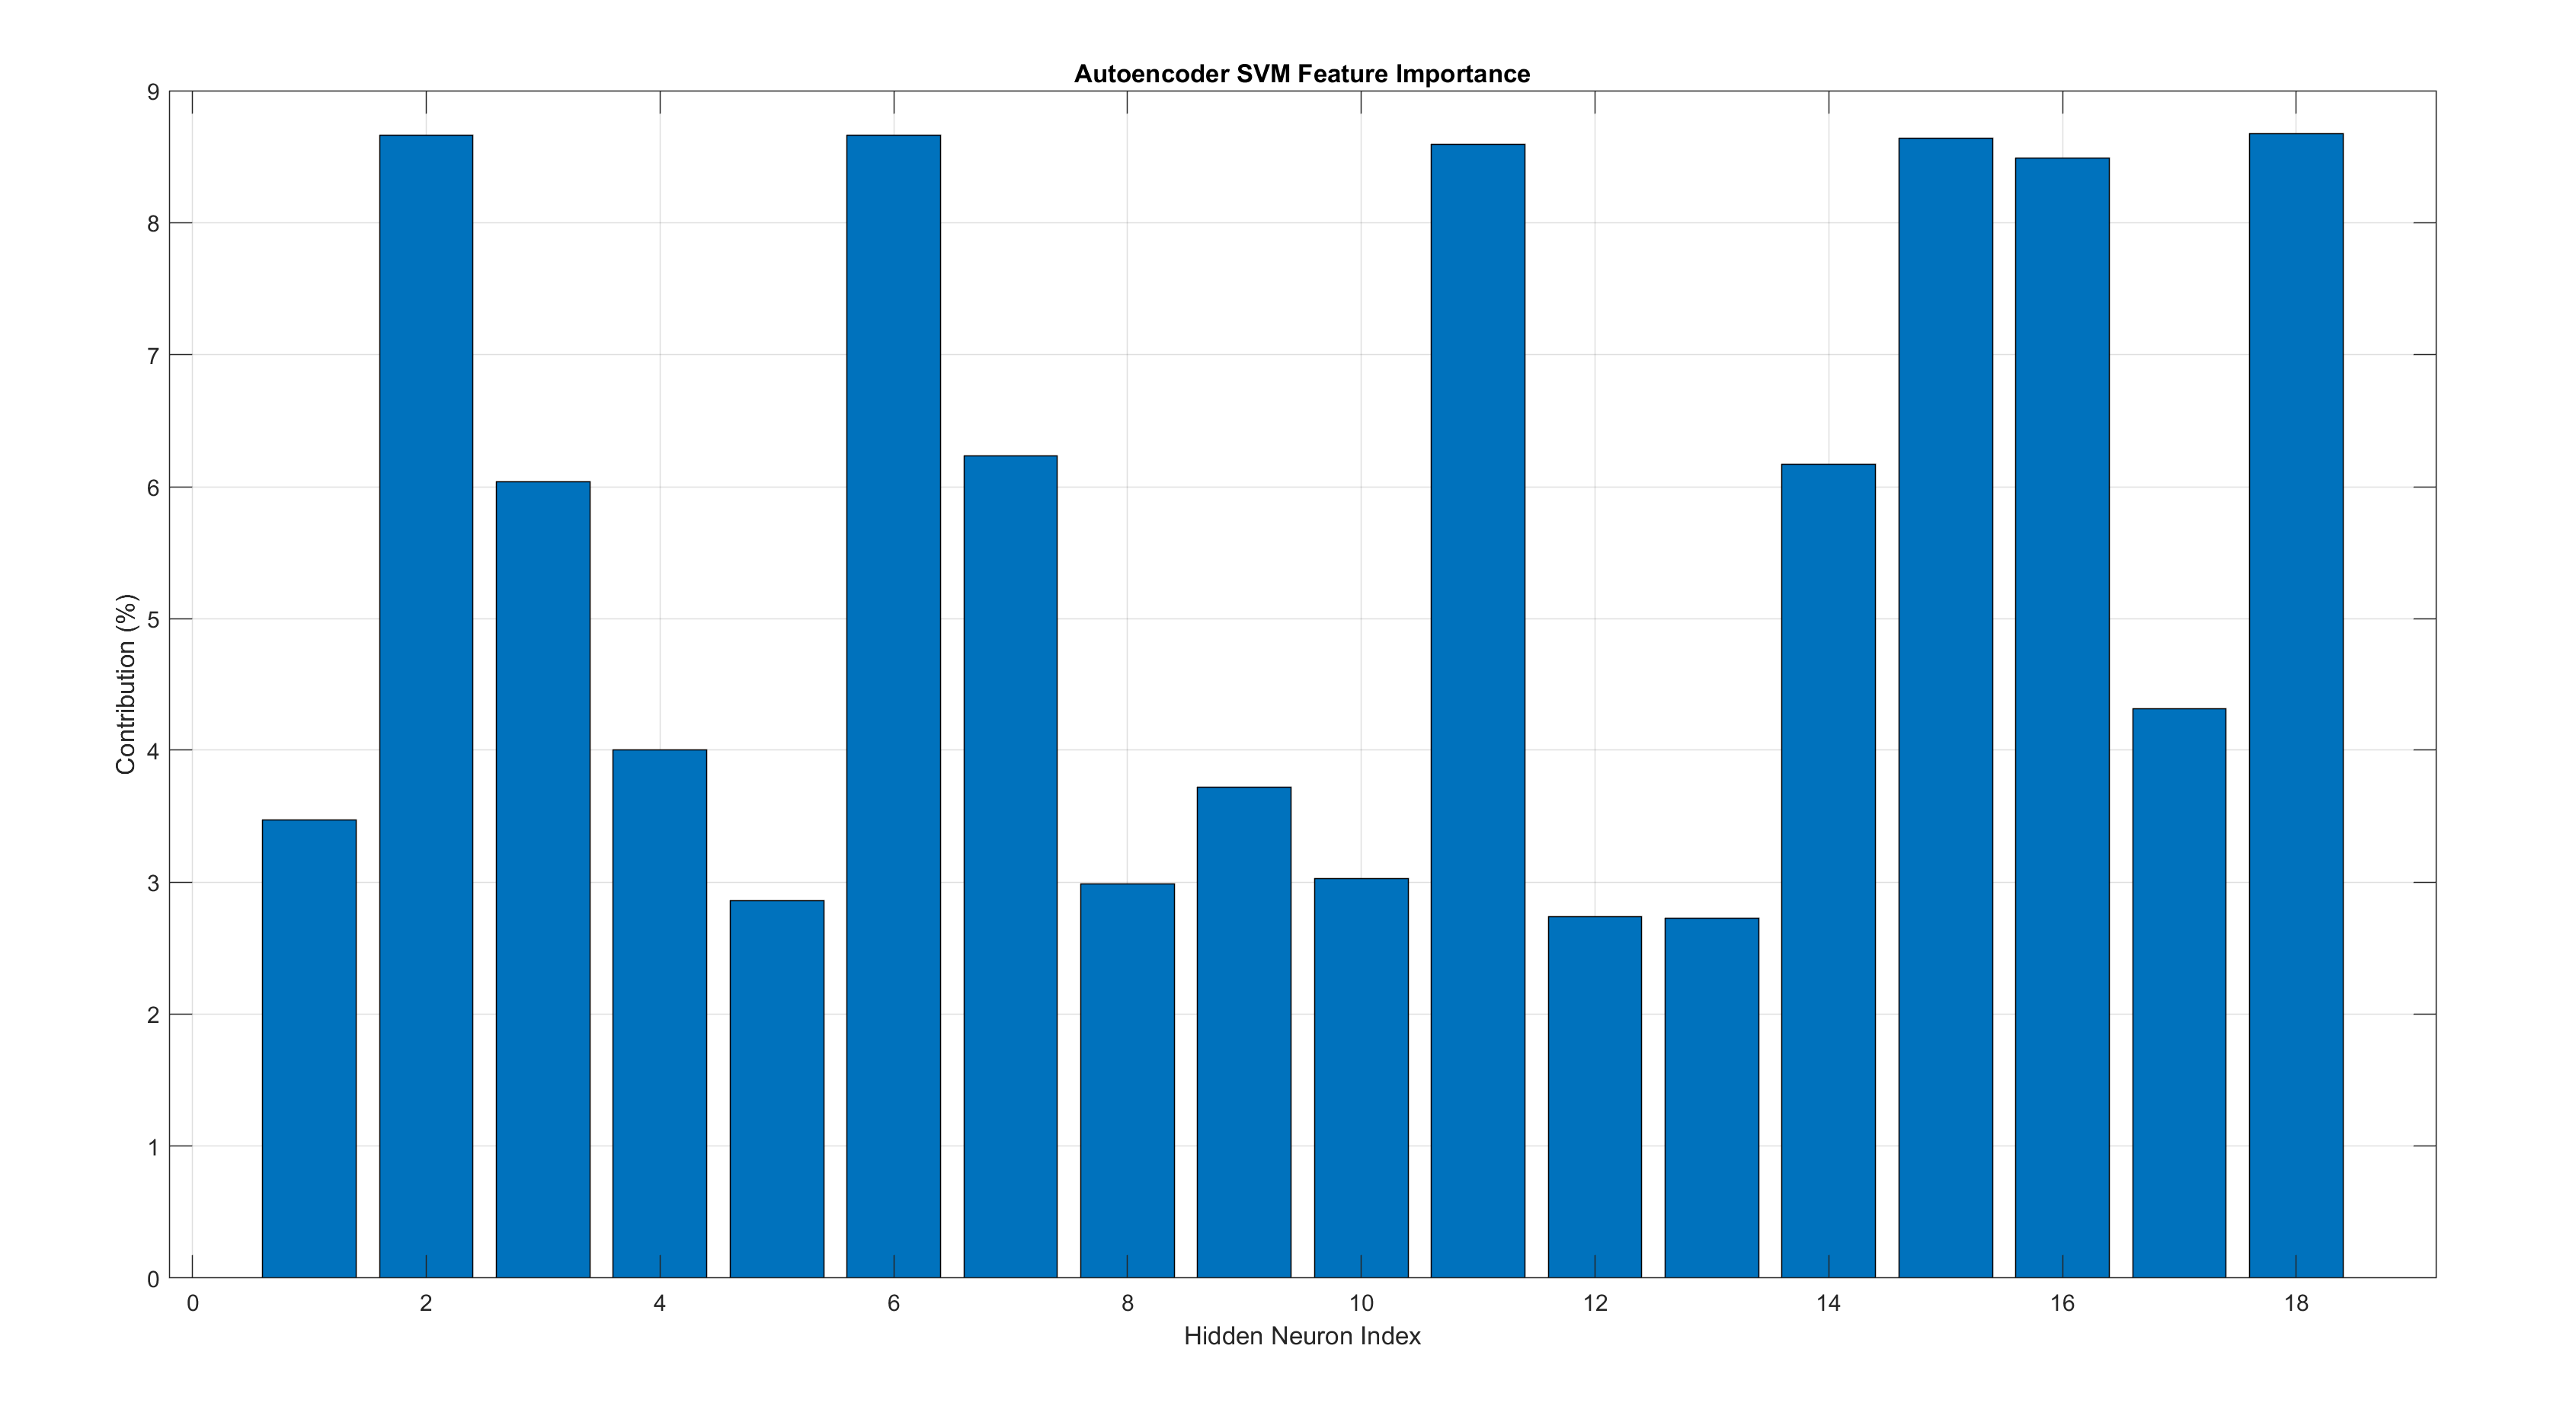 Autoencoder SVM Feature Importance
9
8
7
6
5
4
3
2
1
0
Contribution (%)
0 2 4 6 8 10 12 14 16 18
Hidden Neuron Index